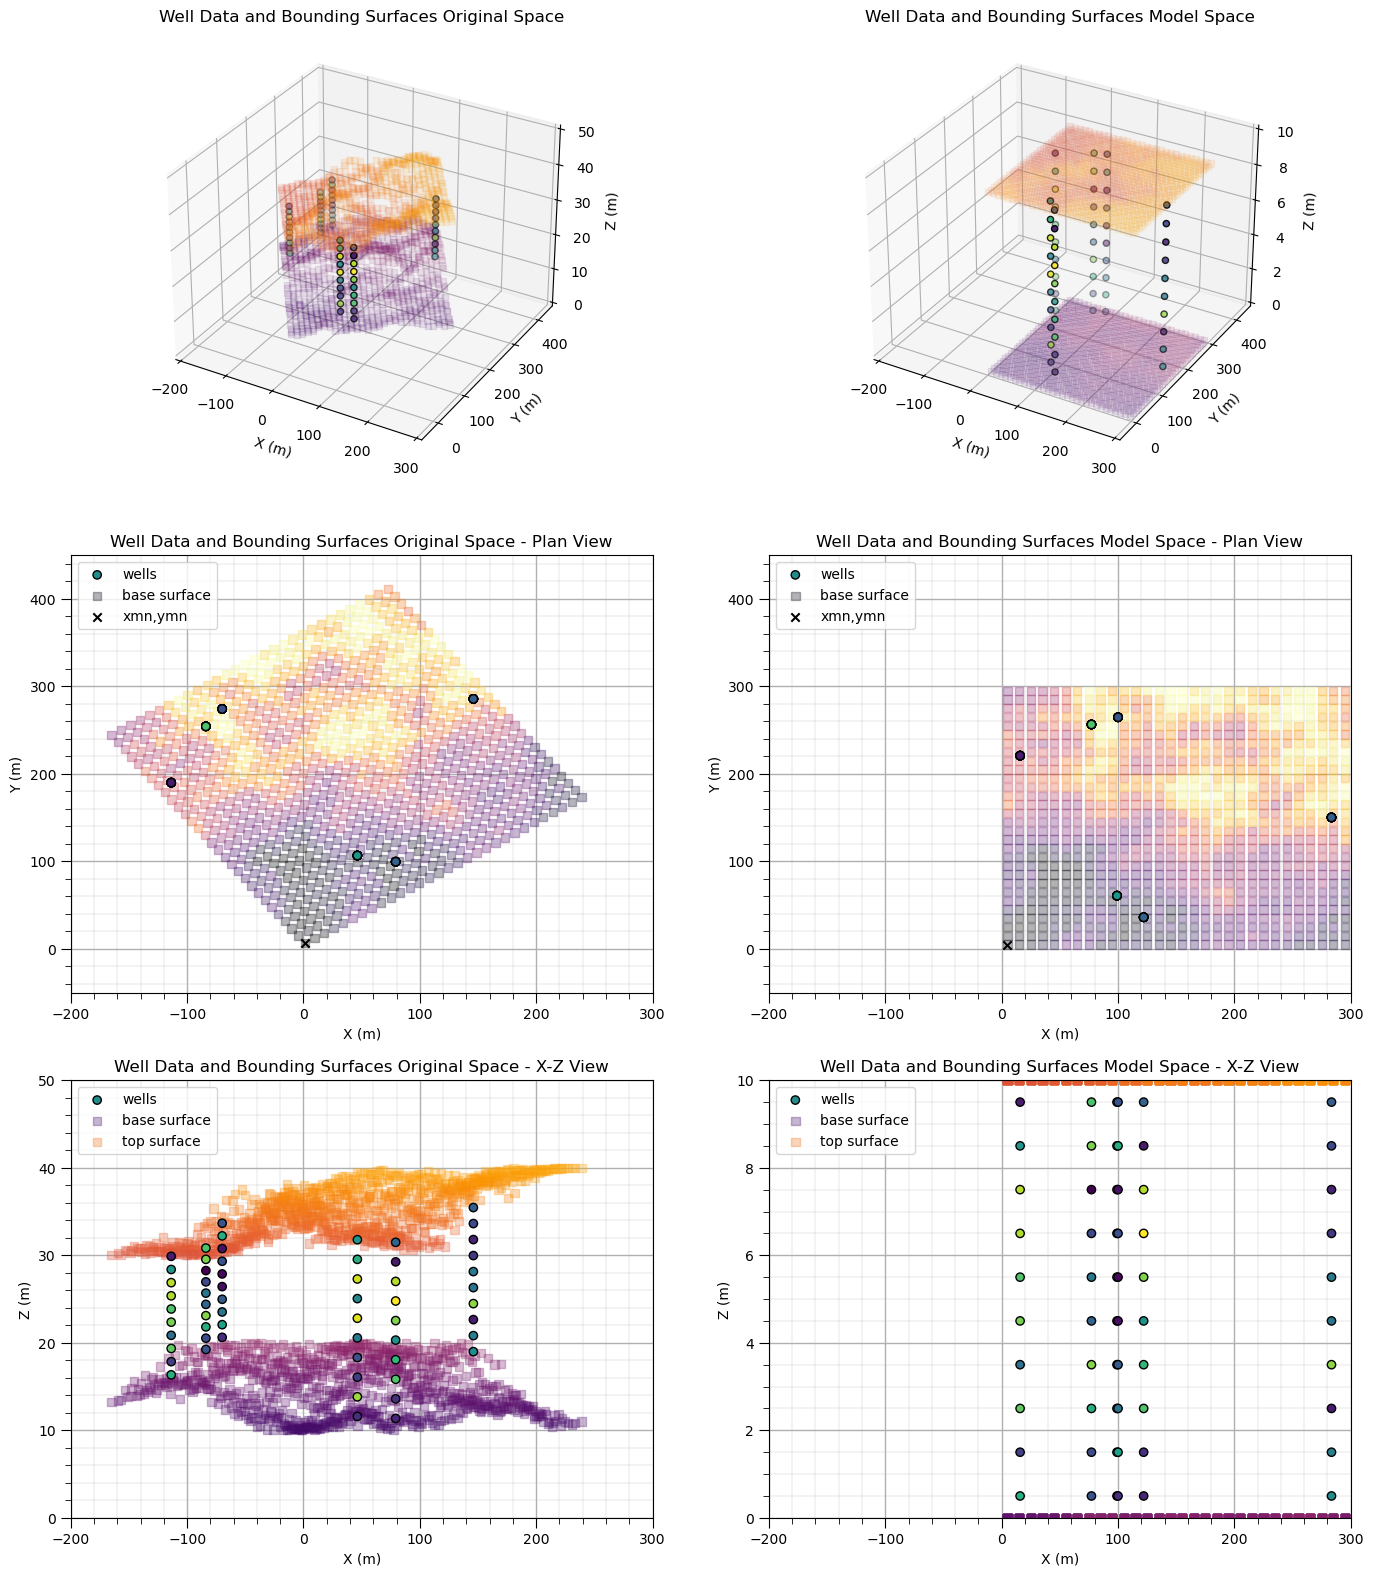 Well Data and Bounding Surfaces Original Space
50
40
30
20
10
0
Z (m)
400
300
200
100
0
Y (m)
−200
−100
0
100
200
300
X (m)
Well Data and Bounding Surfaces Model Space
10
8
6
4
2
0
Z (m)
400
300
200
100
0
Y (m)
−200
−100
0
100
200
300
X (m)
Well Data and Bounding Surfaces Original Space - Plan View
wells
base surface
xmn,ymn
400
300
200
100
0
Y (m)
−200 −100 0 100 200 300
X (m)
Well Data and Bounding Surfaces Model Space - Plan View
wells
base surface
xmn,ymn
400
300
200
100
0
Y (m)
−200 −100 0 100 200 300
X (m)
Well Data and Bounding Surfaces Original Space - X-Z View
wells
base surface
top surface
50
40
30
20
10
0
Z (m)
−200 −100 0 100 200 300
X (m)
Well Data and Bounding Surfaces Model Space - X-Z View
wells
base surface
top surface
10
8
6
4
2
0
Z (m)
−200 −100 0 100 200 300
X (m)